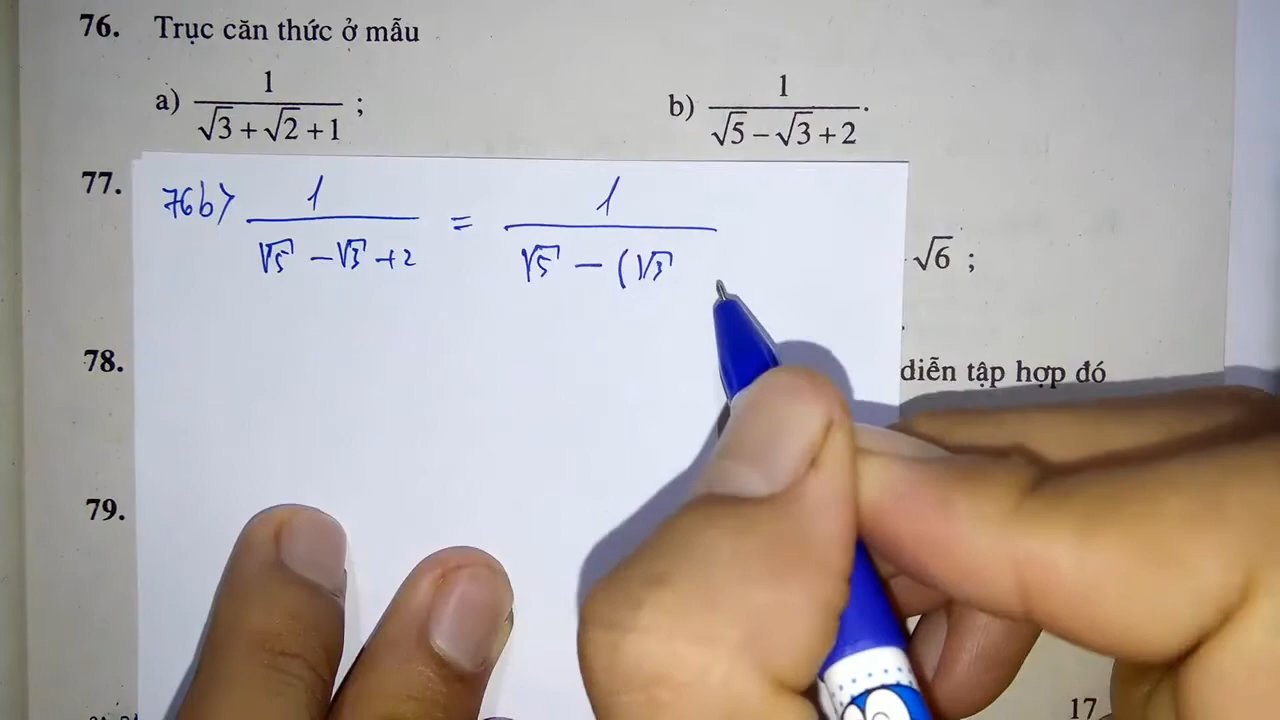 76. Trục căn thức ở mẫu
a) 1/(√3 + √2 + 1) ; b) 1/(√5 − √3 + 2).
77.
76b> 1/(√5 − √3 + 2) = 1/(√5 − (√3
√6 ;
78.
diễn tập hợp đó
79.
17